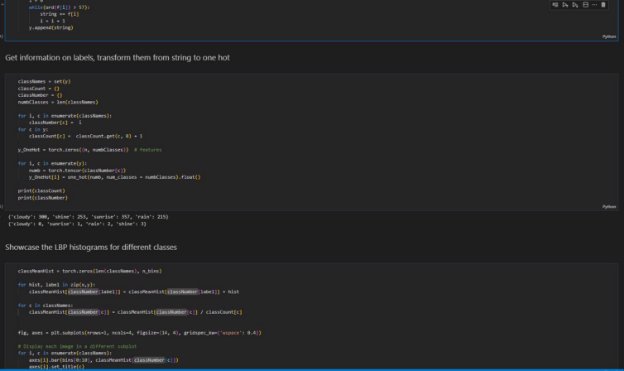 i = 0
while(ord(f[i]) > 57):
string += f[i]
i = i + 1
y.append(string)
Python
Get information on labels, transform them from string to one hot
classNames = set(y)
classCount = {}
classNumber = {}
numbClasses = len(classNames)
for i, c in enumerate(classNames):
classNumber[c] = i
for c in y:
classCount[c] = classCount.get(c, 0) + 1
y_OneHot = torch.zeros((n, numbClasses)) # features
for i, c in enumerate(y):
numb = torch.tensor(classNumber[c])
y_OneHot[i] = one_hot(numb, num_classes = numbClasses).float()
print(classCount)
print(classNumber)
Python
{'cloudy': 300, 'shine': 253, 'sunrise': 357, 'rain': 215}
{'cloudy': 0, 'sunrise': 1, 'rain': 2, 'shine': 3}
Showcase the LBP histograms for different classes
classMeanHist = torch.zeros(len(classNames), n_bins)
for hist, label in zip(x,y):
classMeanHist[classNumber[label]] = classMeanHist[classNumber[label]] + hist
for c in classNames:
classMeanHist[classNumber[c]] = classMeanHist[classNumber[c]] / classCount[c]
fig, axes = plt.subplots(nrows=1, ncols=4, figsize=(14, 4), gridspec_kw={'wspace': 0.4})
# Display each image in a different subplot
for i, c in enumerate(classNames):
axes[i].bar(bins[0:10], classMeanHist[classNumber[c]])
axes[i].set_title(c)